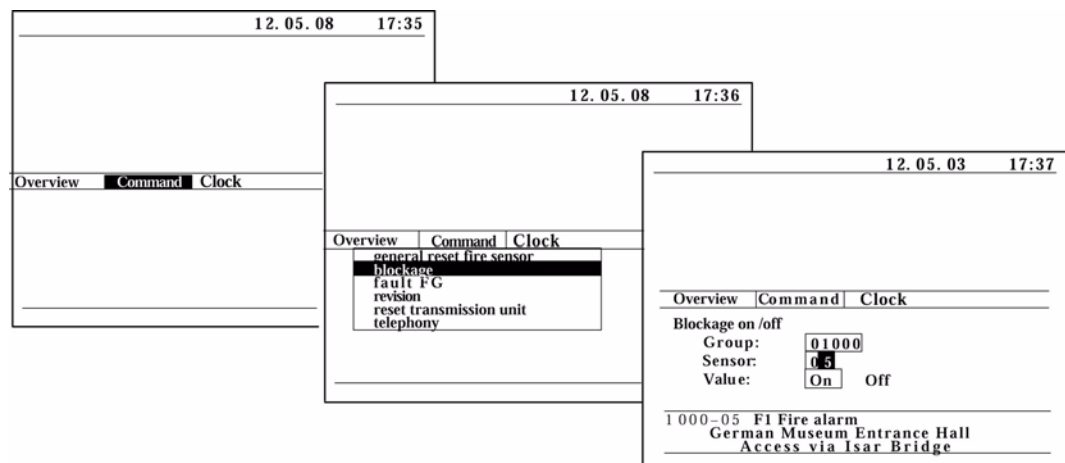 12. 05. 08 17:35
Overview Command Clock
12. 05. 08 17:36
Overview Command Clock
general reset fire sensor
blockage
fault FG
revision
reset transmission unit
telephony
12. 05. 03 17:37
Overview Command Clock
Blockage on /off
Group: 01000
Sensor: 05
Value: On Off
1000–05 F1 Fire alarm
German Museum Entrance Hall
Access via Isar Bridge